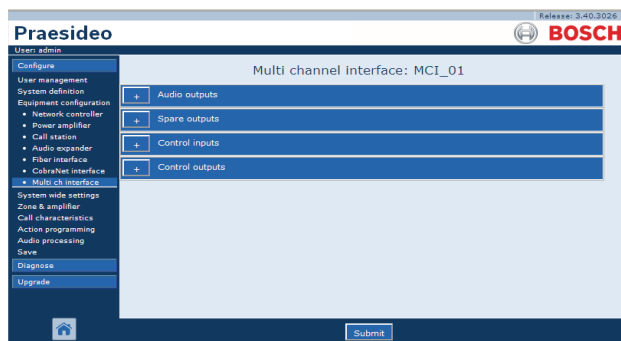 Release: 3.40.3026
Praesideo
BOSCH
User: admin
Configure
User management
System definition
Equipment configuration
• Network controller
• Power amplifier
• Call station
• Audio expander
• Fiber interface
• CobraNet interface
• Multi ch interface
System wide settings
Zone & amplifier
Call characteristics
Action programming
Audio processing
Save
Diagnose
Upgrade
Multi channel interface: MCI_01
+ Audio outputs
+ Spare outputs
+ Control inputs
+ Control outputs
Submit